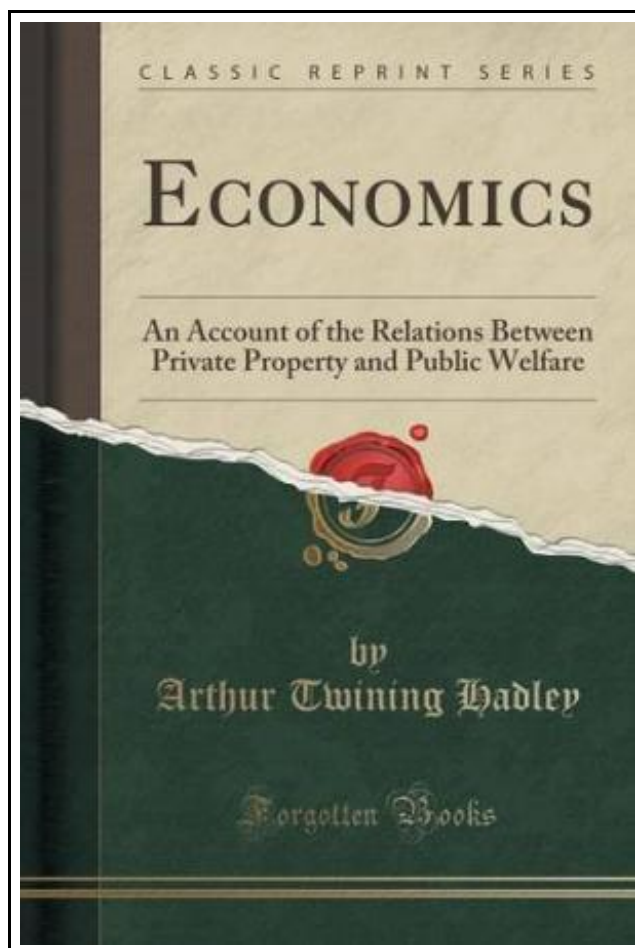 CLASSIC REPRINT SERIES
ECONOMICS
An Account of the Relations Between
Private Property and Public Welfare
by
Arthur Twining Hadley
Forgotten Books